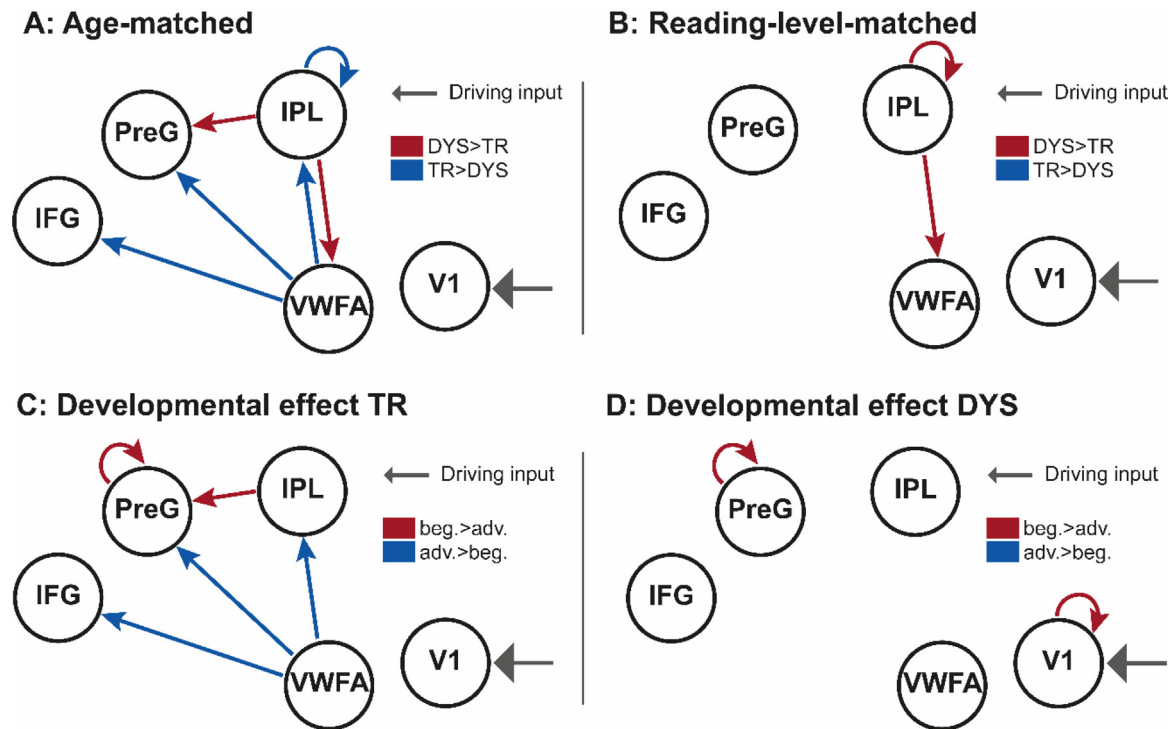 A: Age-matched
IPL
PreG
IFG
VWFA
V1
Driving input
DYS>TR
TR>DYS
B: Reading-level-matched
IPL
PreG
IFG
VWFA
V1
Driving input
DYS>TR
TR>DYS
C: Developmental effect TR
IPL
PreG
IFG
VWFA
V1
Driving input
beg.>adv.
adv.>beg.
D: Developmental effect DYS
IPL
PreG
IFG
VWFA
V1
Driving input
beg.>adv.
adv.>beg.